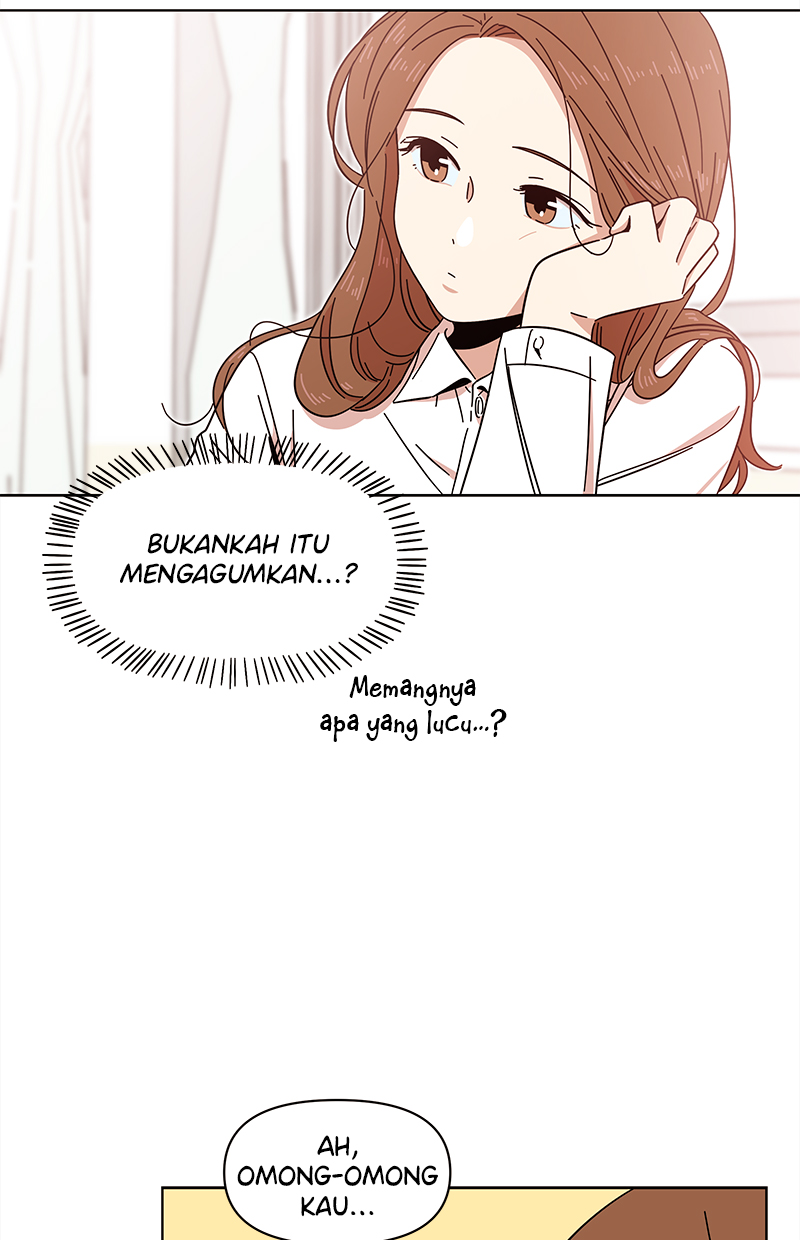 BUKANKAH ITU
MENGAGUMKAN...?
Memangnya
apa yang lucu...?
AH,
OMONG-OMONG
KAU...